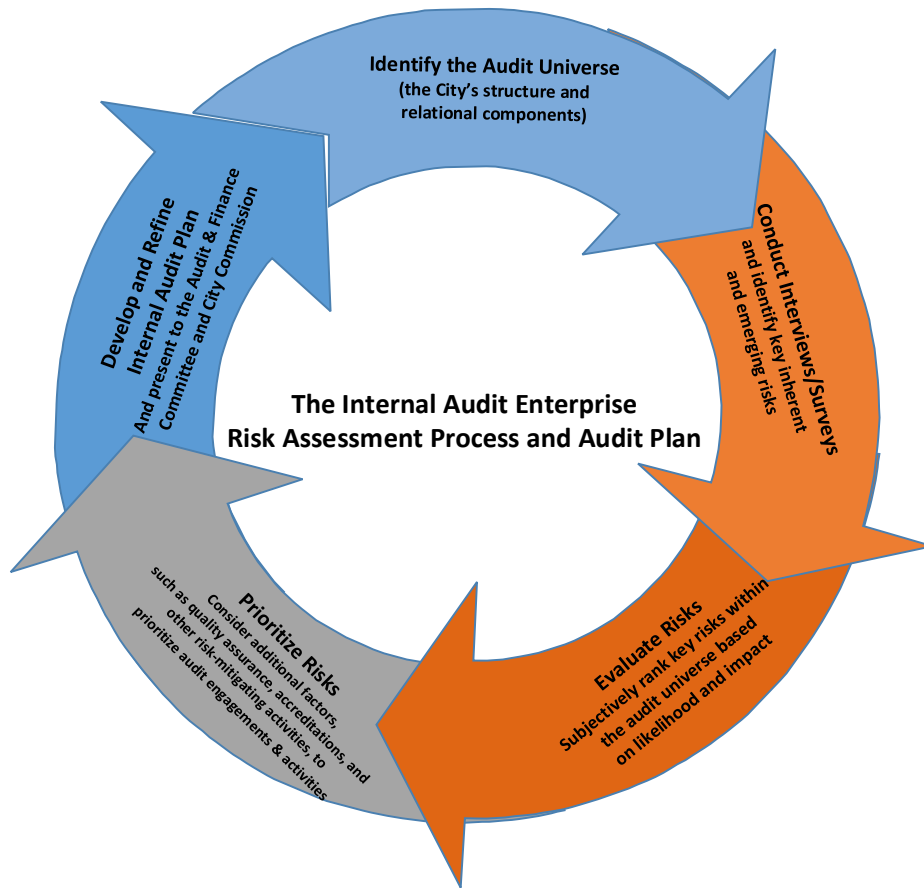 Identify the Audit Universe
(the City's structure and
relational components)
Conduct Interviews/Surveys
and identify key inherent
and emerging risks
Evaluate Risks
Subjectively rank key risks within
the audit universe based
on likelihood and impact
Prioritize Risks
Consider additional factors,
such as quality assurance, accreditations, and
other risk-mitigating activities, to
prioritize audit engagements & activities
Develop and Refine
Internal Audit Plan
And present to the Audit & Finance
Committee and City Commission
The Internal Audit Enterprise
Risk Assessment Process and Audit Plan